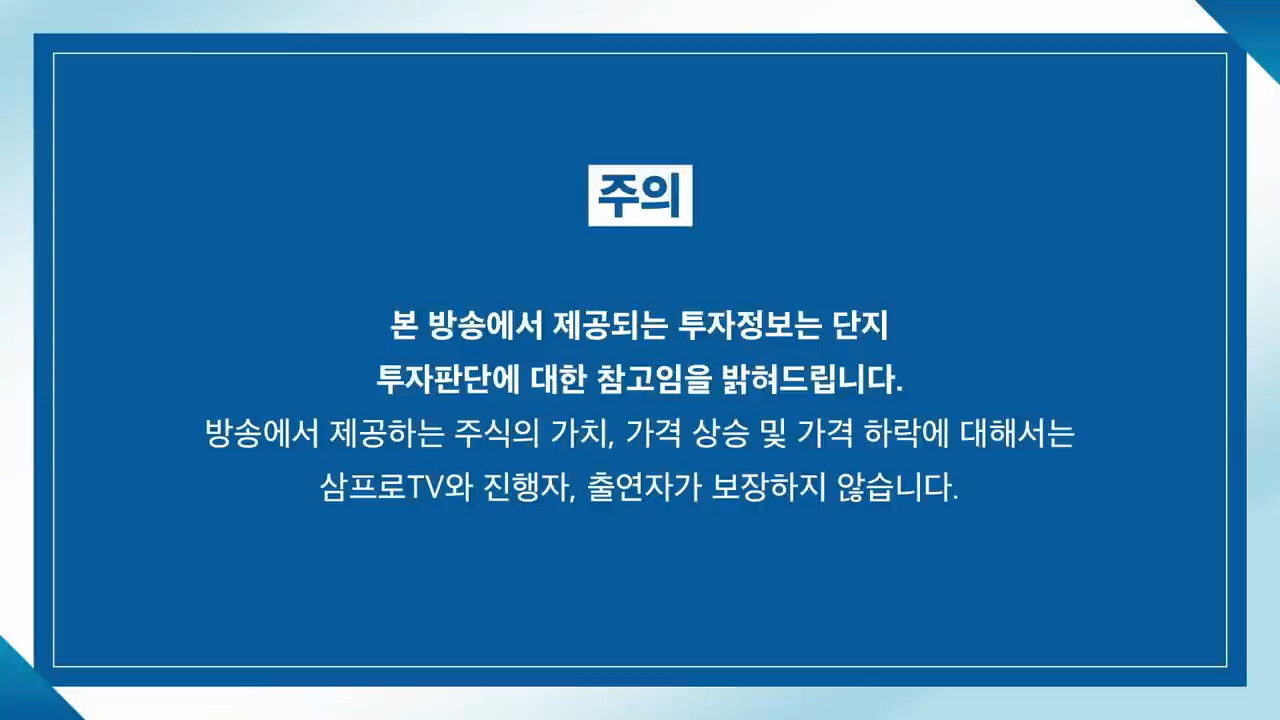 주의
본 방송에서 제공되는 투자정보는 단지
투자판단에 대한 참고임을 밝혀드립니다.
방송에서 제공하는 주식의 가치, 가격 상승 및 가격 하락에 대해서는
삼프로TV와 진행자, 출연자가 보장하지 않습니다.